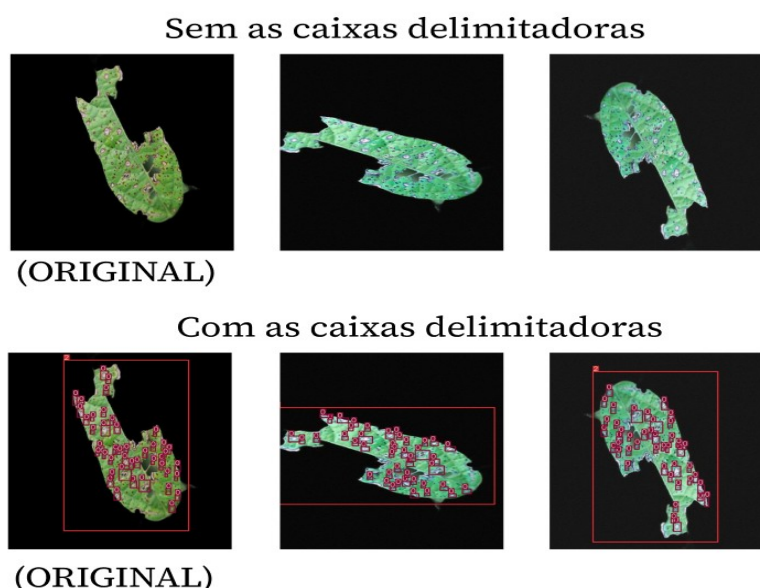 Sem as caixas delimitadoras
(ORIGINAL)
Com as caixas delimitadoras
(ORIGINAL)